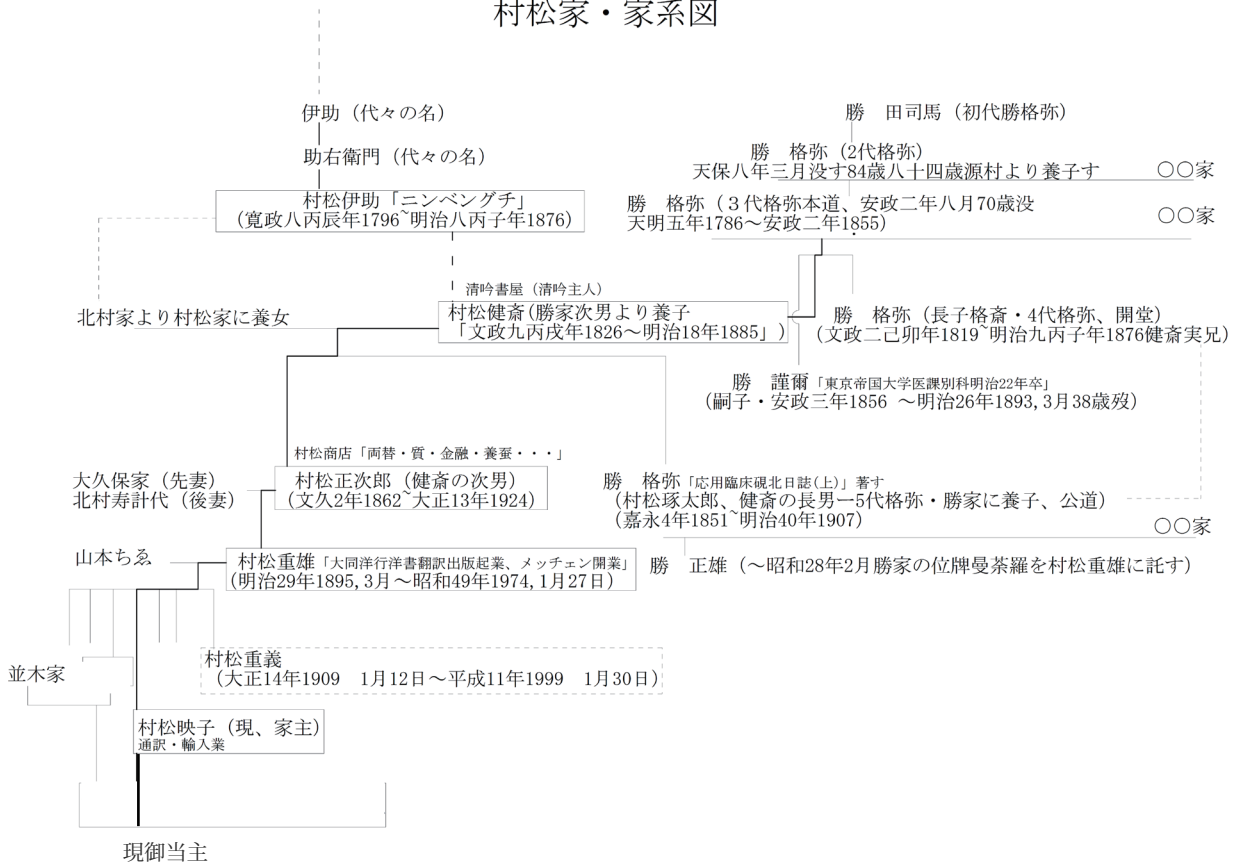 村松家・家系図
伊助（代々の名）
勝　田司馬（初代勝格弥）
助右衛門（代々の名）
勝　格弥（2代格弥）
天保八年三月没す84歳八十四歳源村より養子す
○○家
村松伊助「ニンベングチ」
（寛政八丙辰年1796~明治八丙子年1876）
勝　格弥（３代格弥本道、安政二年八月70歳没
天明五年1786～安政二年1855）
○○家
清吟書屋（清吟主人）
村松健斎(勝家次男より養子
「文政九丙戌年1826～明治18年1885」)
北村家より村松家に養女
勝　格弥（長子格斎・4代格弥、開堂）
（文政二己卯年1819~明治九丙子年1876健斎実兄）
勝　謹爾「東京帝国大学医課別科明治22年卒」
（嗣子・安政三年1856 ～明治26年1893,3月38歳歿）
村松商店「両替・質・金融・養蚕・・・」
大久保家（先妻）
北村寿計代（後妻）
村松正次郎（健斎の次男）
（文久2年1862~大正13年1924）
勝　格弥「応用臨床硯北日誌(上)」著す
（村松琢太郎、健斎の長男ー5代格弥・勝家に養子、公道）
（嘉永4年1851~明治40年1907）
○○家
山本ちゑ
村松重雄「大同洋行洋書翻訳出版起業、メッチェン開業」
（明治29年1895,3月～昭和49年1974,1月27日）
勝　正雄（～昭和28年2月勝家の位牌曼荼羅を村松重雄に託す）
並木家
村松重義
（大正14年1909　1月12日～平成11年1999　1月30日）
村松映子（現、家主）
通訳・輸入業
現御当主